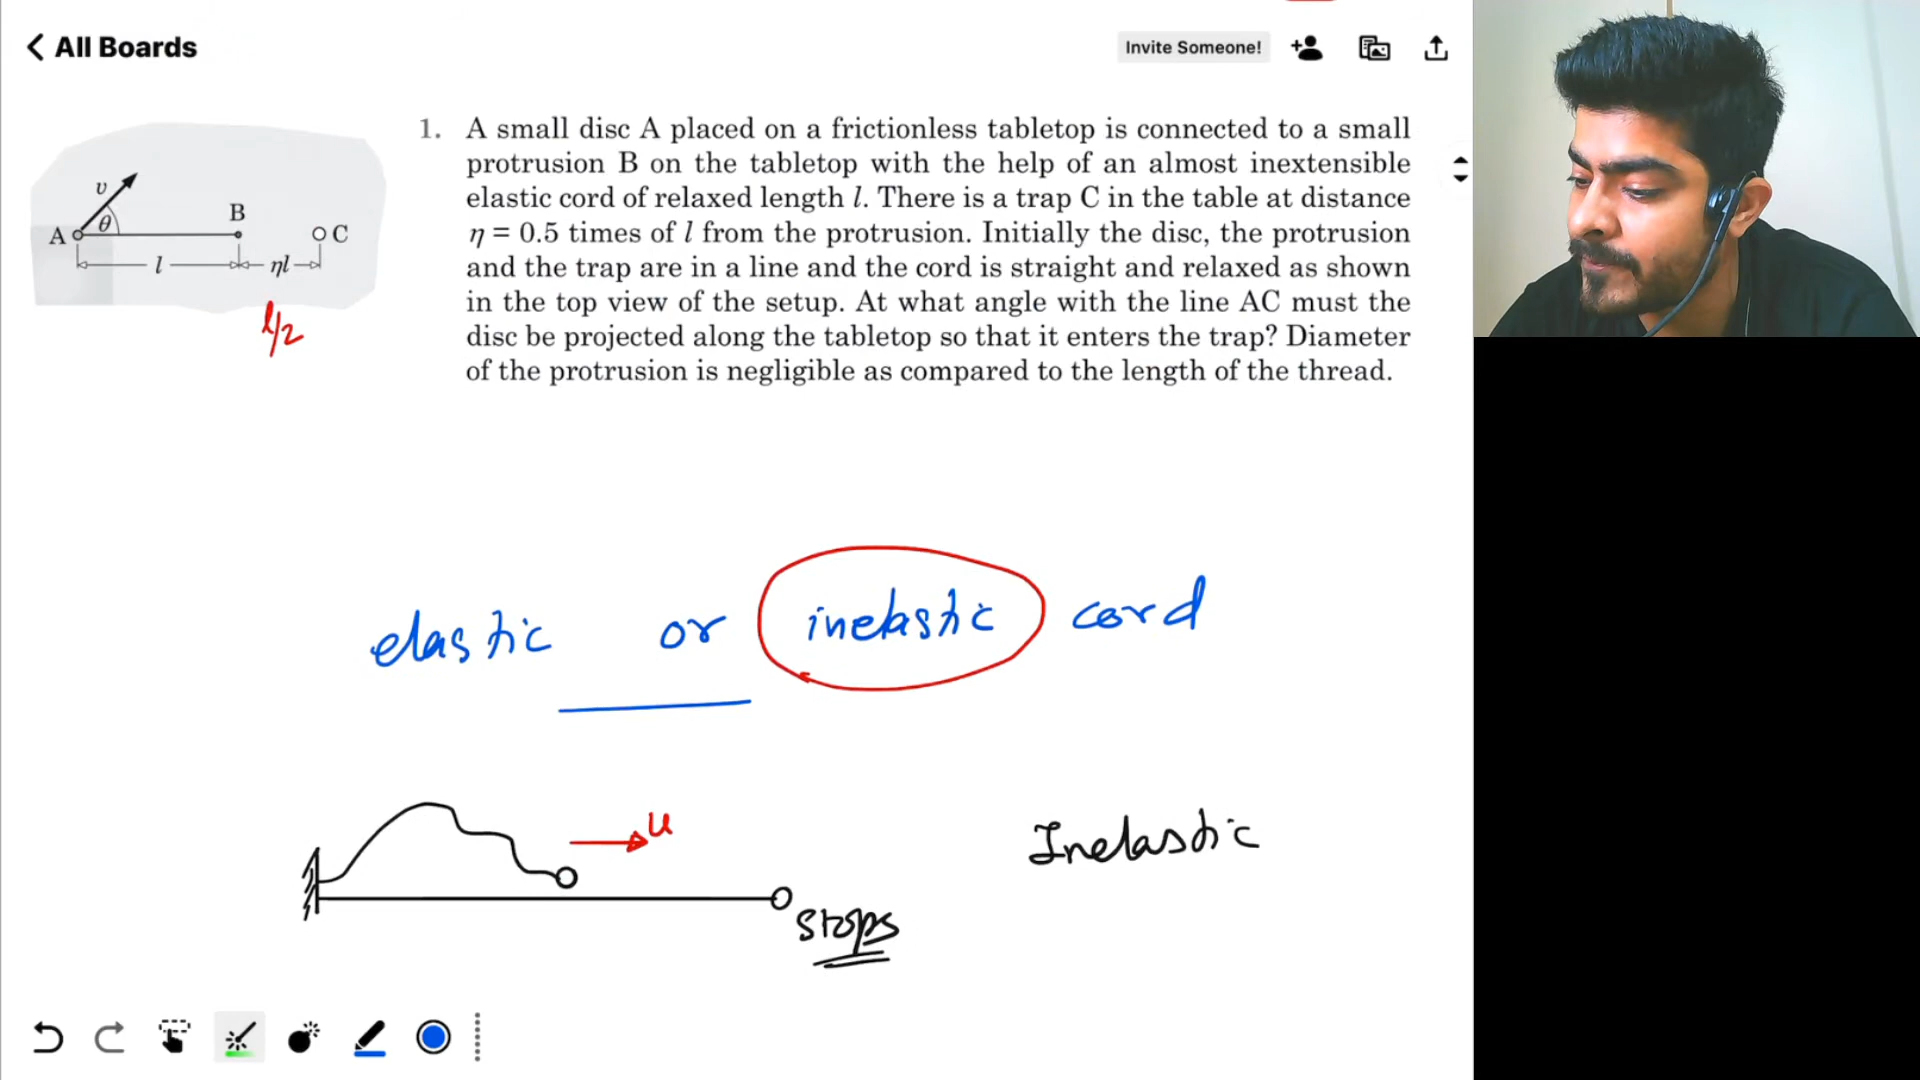 All Boards
Invite Someone!
v
θ
A
B
C
l
ηl
l/2
1. A small disc A placed on a frictionless tabletop is connected to a small
protrusion B on the tabletop with the help of an almost inextensible
elastic cord of relaxed length l. There is a trap C in the table at distance
η = 0.5 times of l from the protrusion. Initially the disc, the protrusion
and the trap are in a line and the cord is straight and relaxed as shown
in the top view of the setup. At what angle with the line AC must the
disc be projected along the tabletop so that it enters the trap? Diameter
of the protrusion is negligible as compared to the length of the thread.
elastic or inelastic cord
u
Inelastic
stops